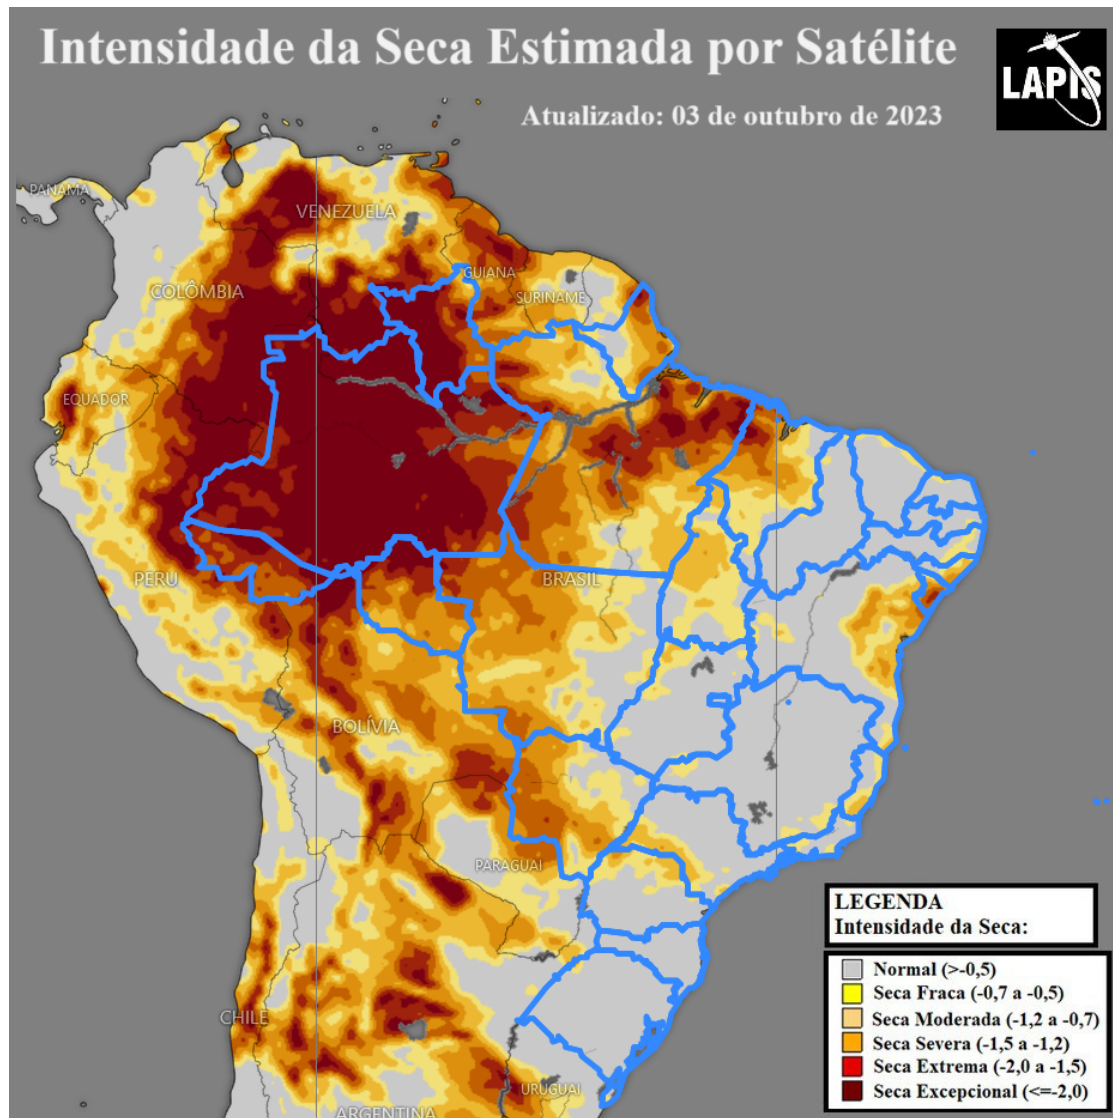 Intensidade da Seca Estimada por Satélite
LAPIS
Atualizado: 03 de outubro de 2023
PANAMA
VENEZUELA
GUIANA
COLÔMBIA
SURINAME
EQUADOR
PERU
BRASIL
BOLÍVIA
PARAGUAI
CHILE
URUGUAI
ARGENTINA
LEGENDA
Intensidade da Seca:
Normal (>-0,5)
Seca Fraca (-0,7 a -0,5)
Seca Moderada (-1,2 a -0,7)
Seca Severa (-1,5 a -1,2)
Seca Extrema (-2,0 a -1,5)
Seca Excepcional (<=-2,0)